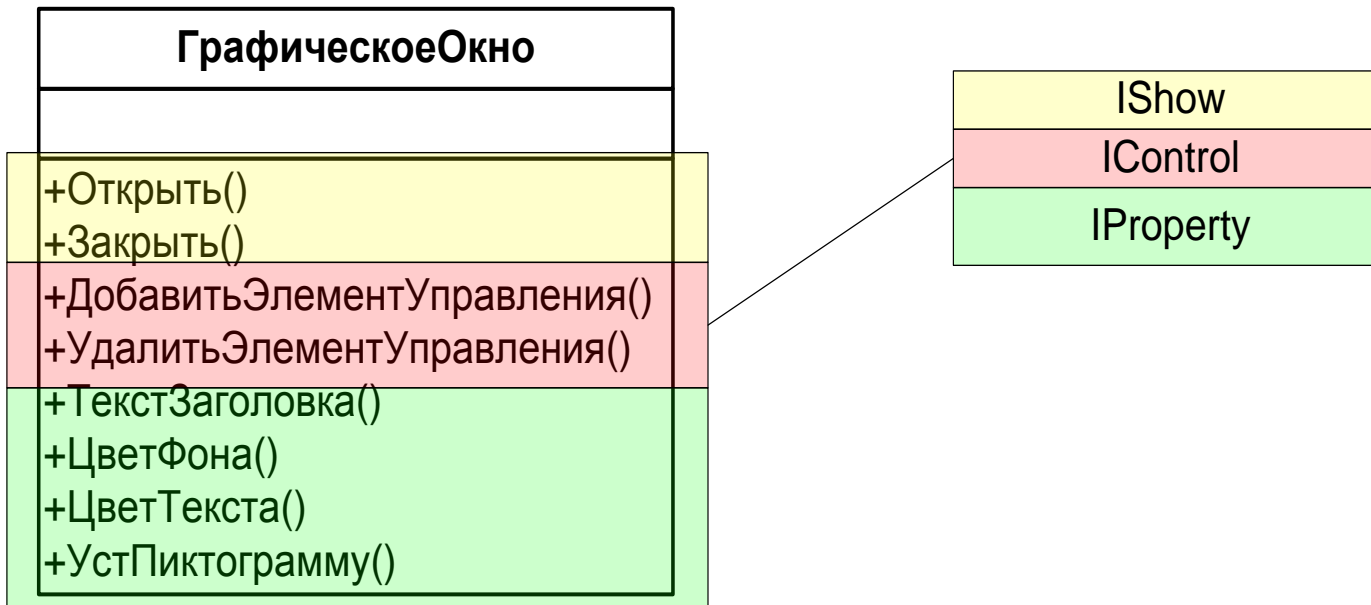 ГрафическоеОкно
+Открыть()
+Закрыть()
+ДобавитьЭлементУправления()
+УдалитьЭлементУправления()
+ТекстЗаголовка()
+ЦветФона()
+ЦветТекста()
+УстПиктограмму()
IShow
IControl
IProperty